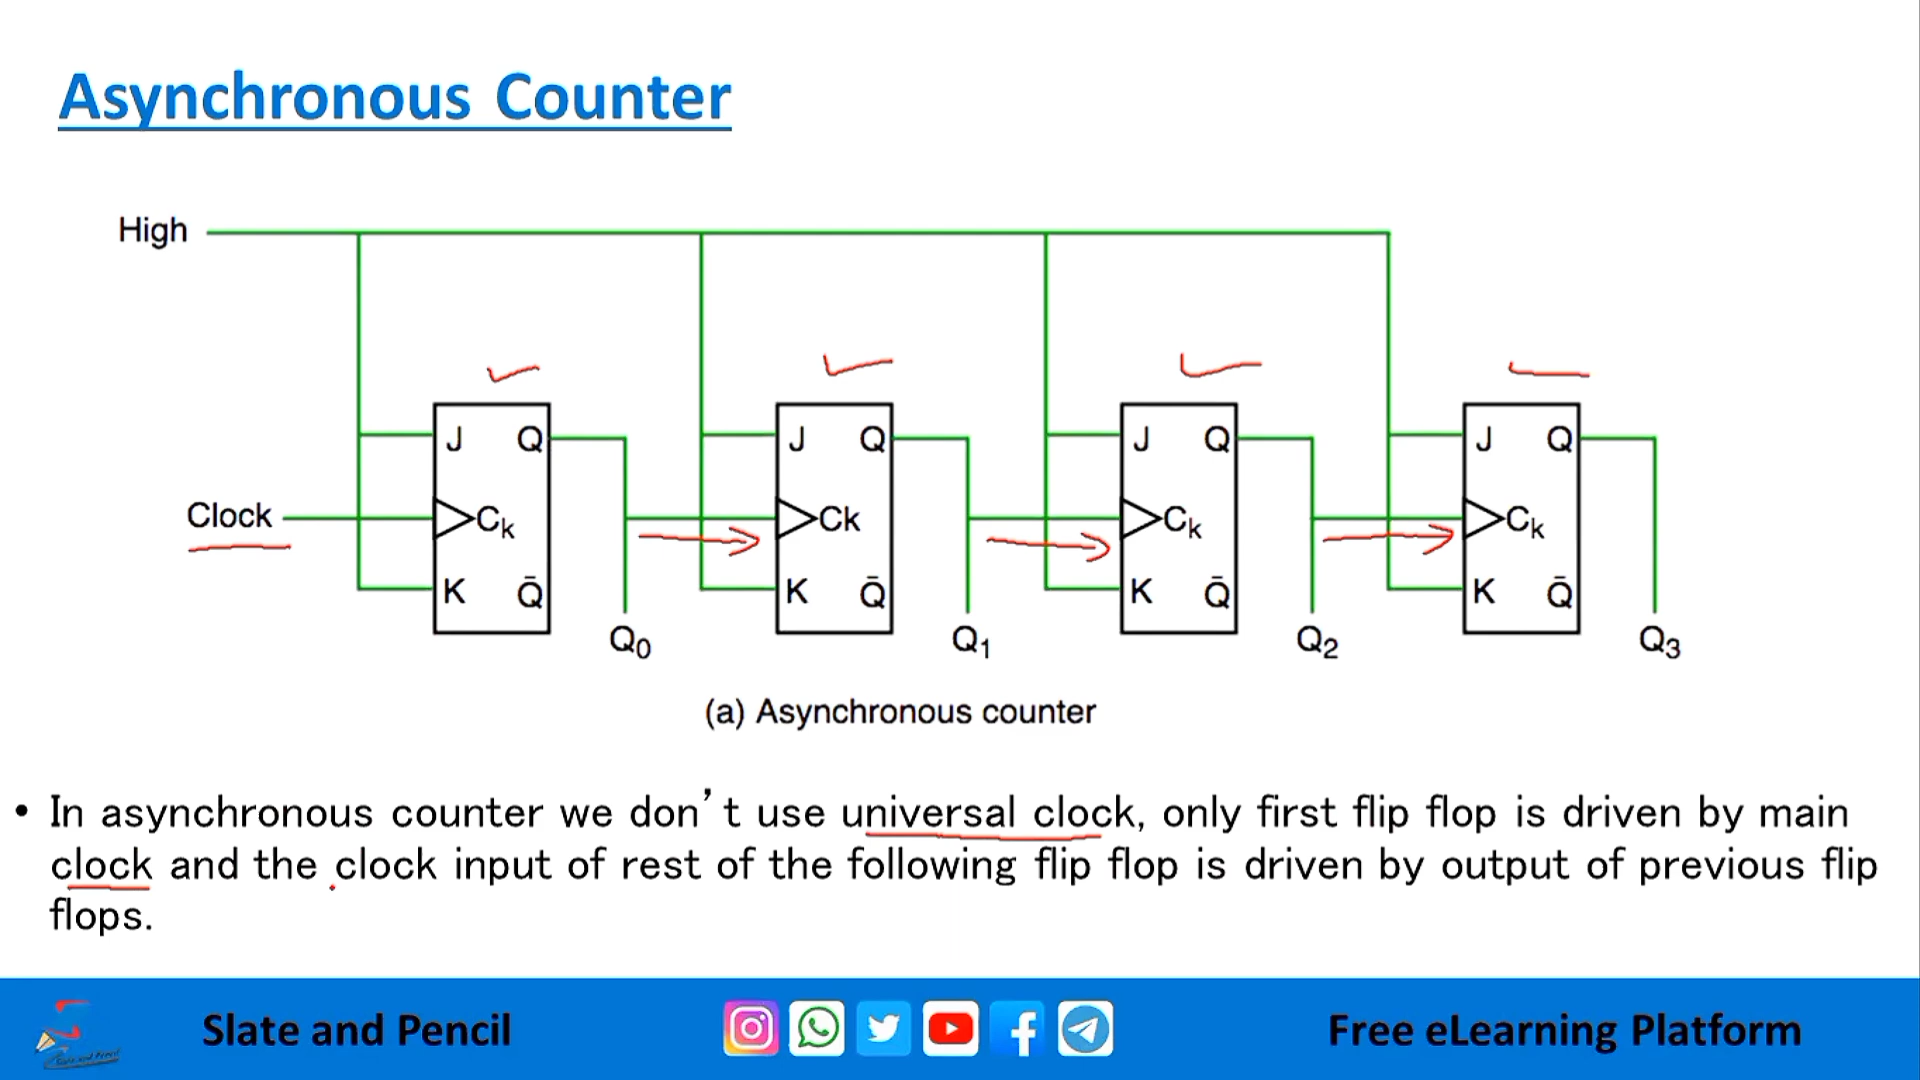 Asynchronous Counter
High
J Q J Q J Q J Q
Clock Cₖ Ck Cₖ Cₖ
K Q̄ K Q̄ K Q̄ K Q̄
Q₀ Q₁ Q₂ Q₃
(a) Asynchronous counter
• In asynchronous counter we don't use universal clock, only first flip flop is driven by main
clock and the clock input of rest of the following flip flop is driven by output of previous flip
flops.
Slate and Pencil Free eLearning Platform